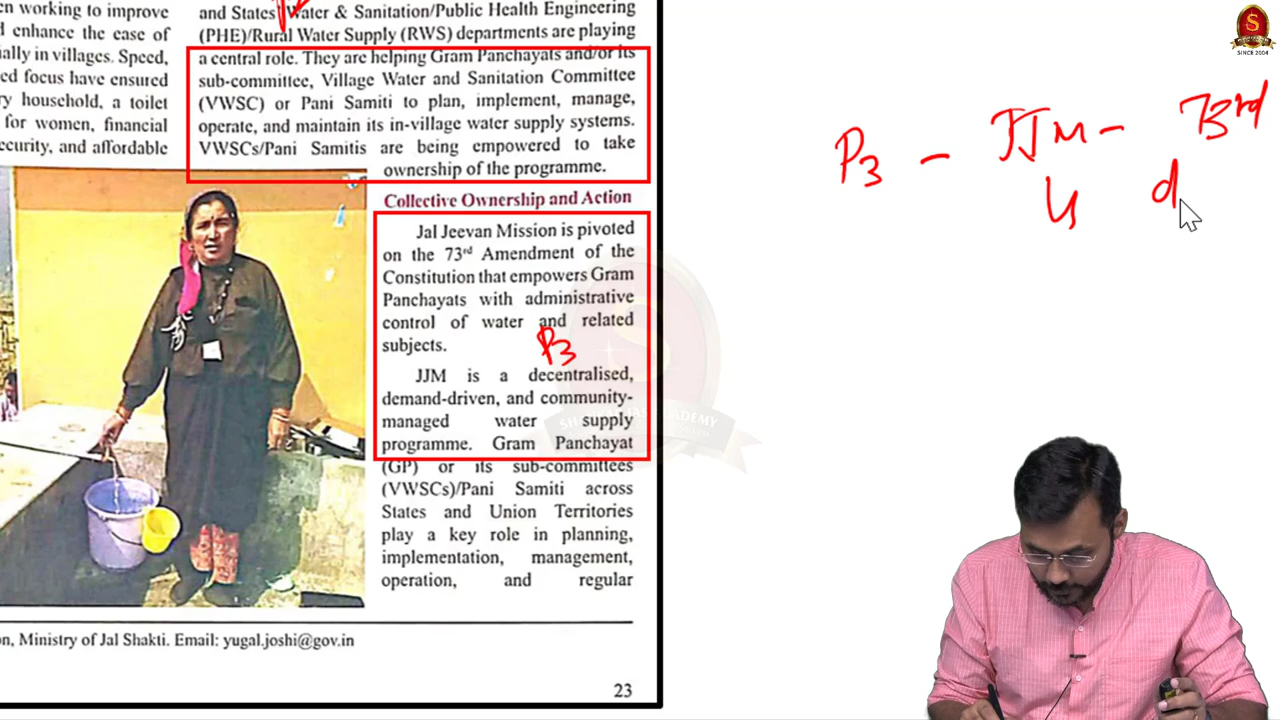 en working to improve
d enhance the ease of
ially in villages. Speed,
ed focus have ensured
ry household, a toilet
for women, financial
ecurity, and affordable
and States Water & Sanitation/Public Health Engineering
(PHE)/Rural Water Supply (RWS) departments are playing
a central role. They are helping Gram Panchayats and/or its
sub-committee, Village Water and Sanitation Committee
(VWSC) or Pani Samiti to plan, implement, manage,
operate, and maintain its in-village water supply systems.
VWSCs/Pani Samitis are being empowered to take
ownership of the programme.
Collective Ownership and Action
Jal Jeevan Mission is pivoted
on the 73rd Amendment of the
Constitution that empowers Gram
Panchayats with administrative
control of water and related
subjects.
P3
JJM is a decentralised,
demand-driven, and community-
managed water supply
programme. Gram Panchayat
(GP) or its sub-committees
(VWSCs)/Pani Samiti across
States and Union Territories
play a key role in planning,
implementation, management,
operation, and regular
on, Ministry of Jal Shakti. Email: yugal.joshi@gov.in
23
P3 - JJM - 73rd
d
S
SINCE 2004